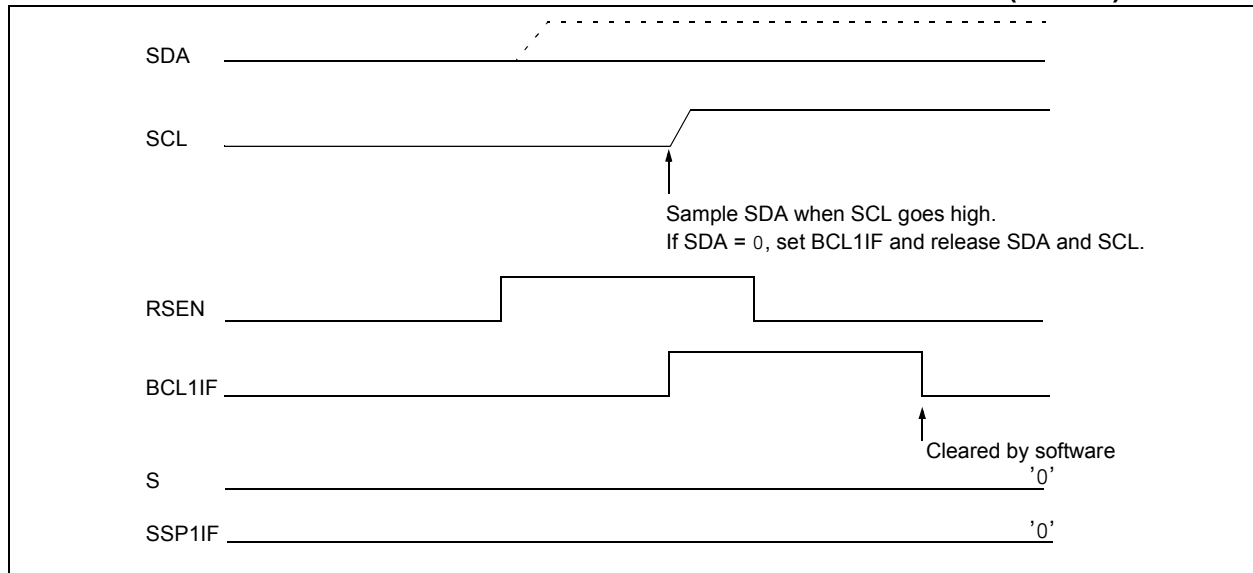 SDA
SCL
Sample SDA when SCL goes high.
If SDA = 0, set BCL1IF and release SDA and SCL.
RSEN
BCL1IF
Cleared by software
S
'0'
SSP1IF
'0'